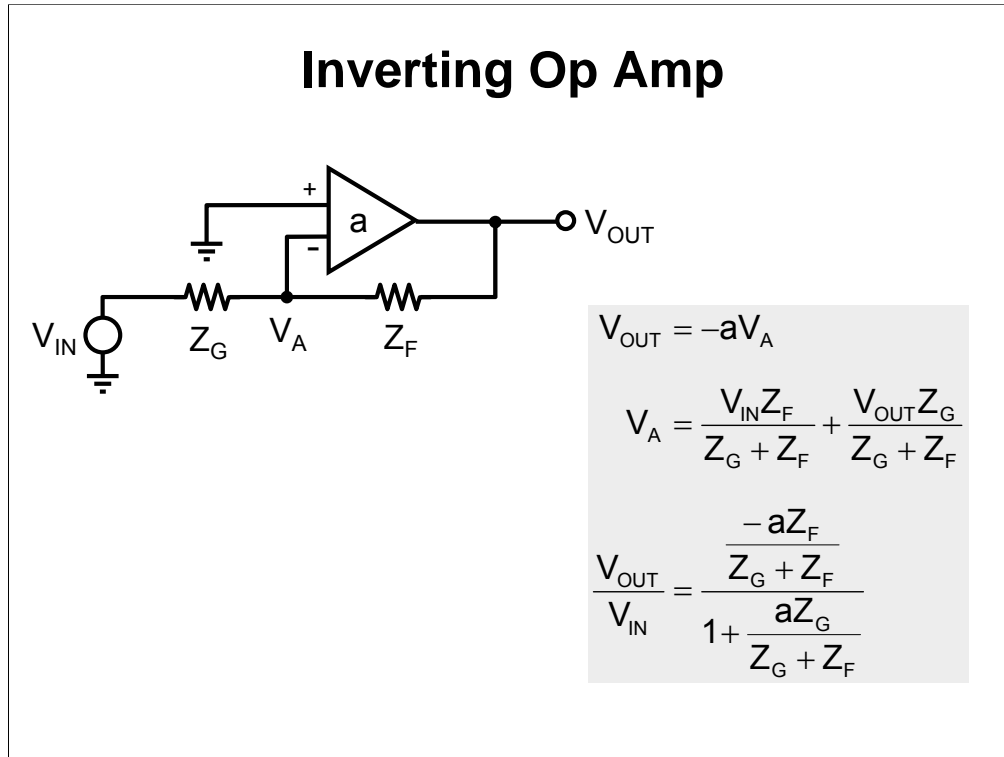 Inverting Op Amp
+
a
-
V_OUT
V_IN
Z_G
V_A
Z_F
V_OUT = −aV_A
V_A = V_IN Z_F / (Z_G + Z_F) + V_OUT Z_G / (Z_G + Z_F)
V_OUT / V_IN = (−aZ_F / (Z_G + Z_F)) / (1 + aZ_G / (Z_G + Z_F))